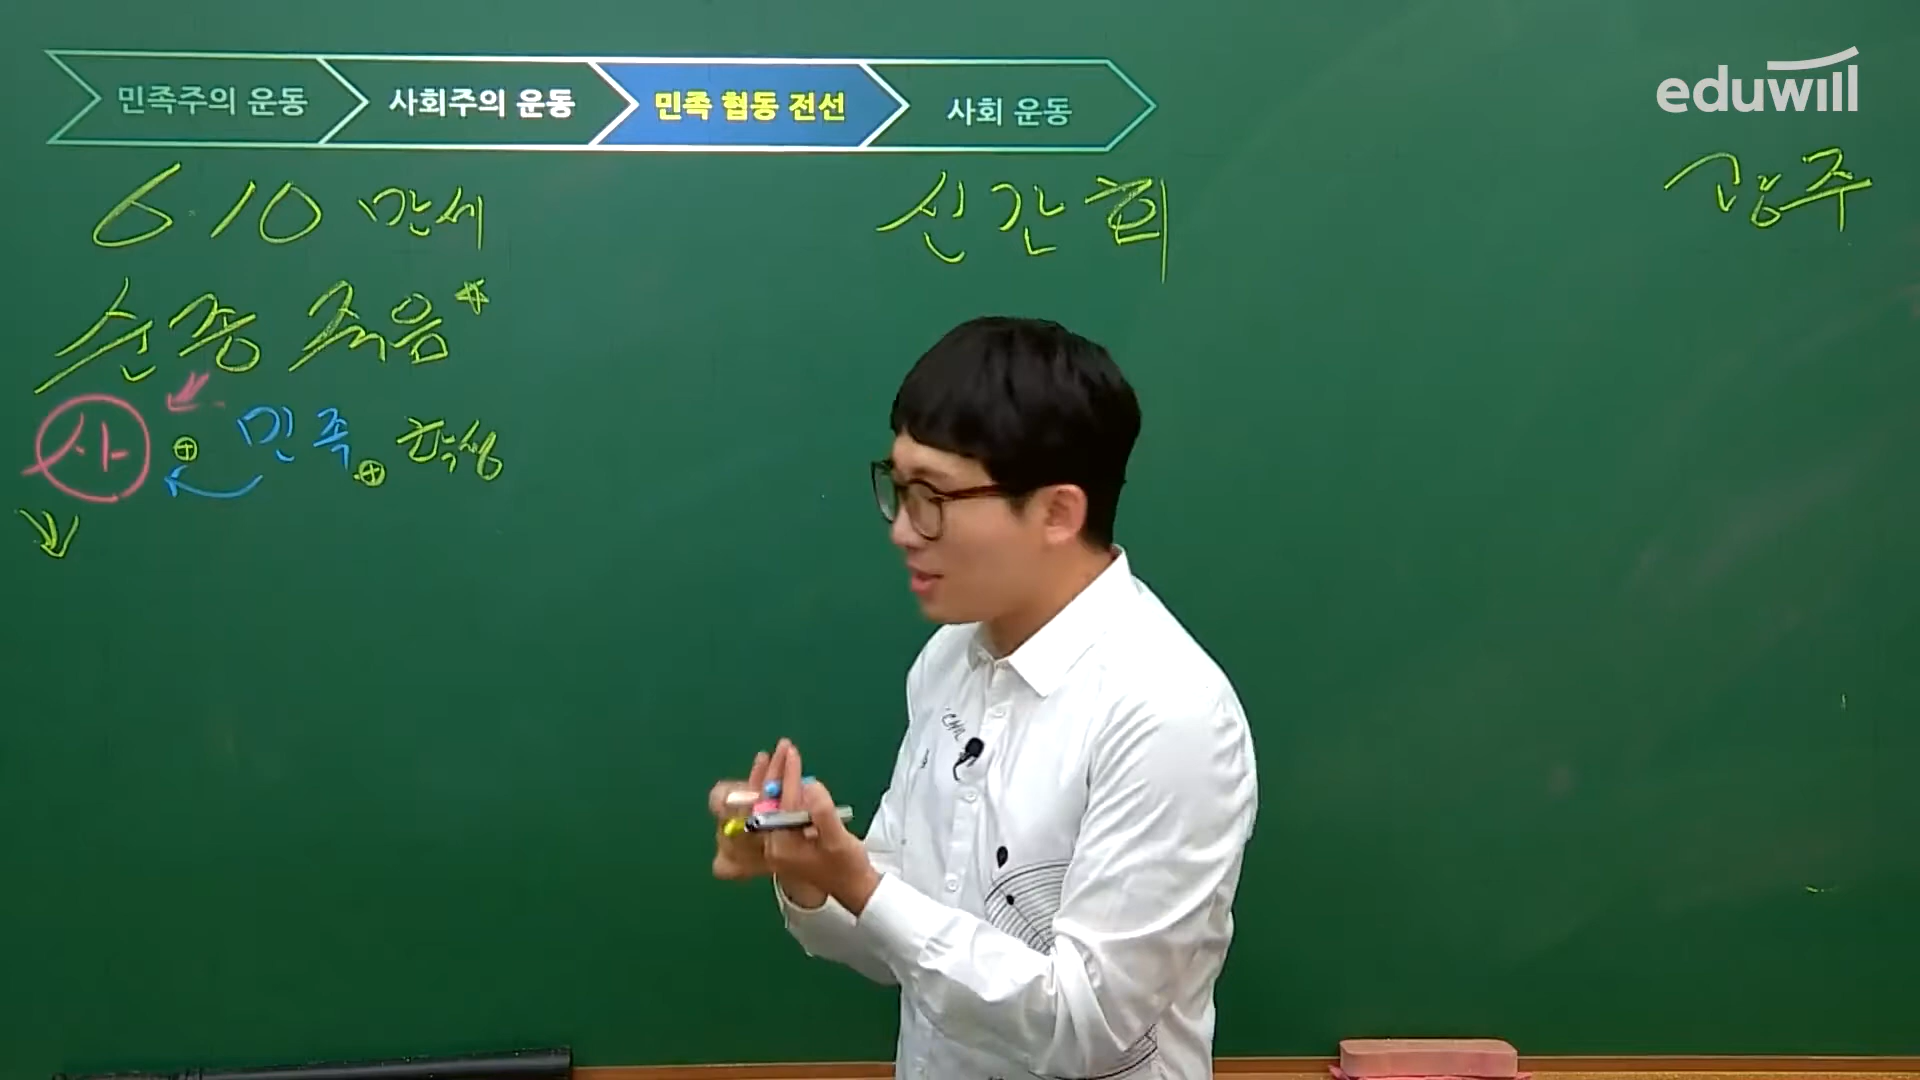 민족주의 운동 사회주의 운동 민족 협동 전선 사회 운동
eduwill
6.10 만세 신간회 광주
순종 죽음*
사 ⊕ 민족 ⊕ 학생